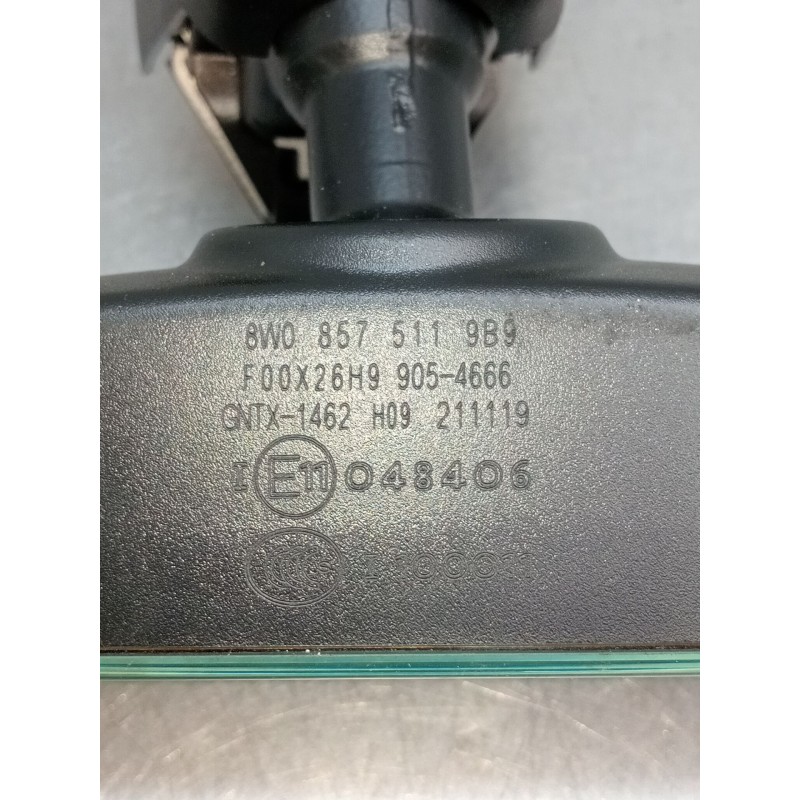 8W0 857 511 9B9
F00X26H9 905-4666
GNTX-1462 H09 211119
I E11 048406